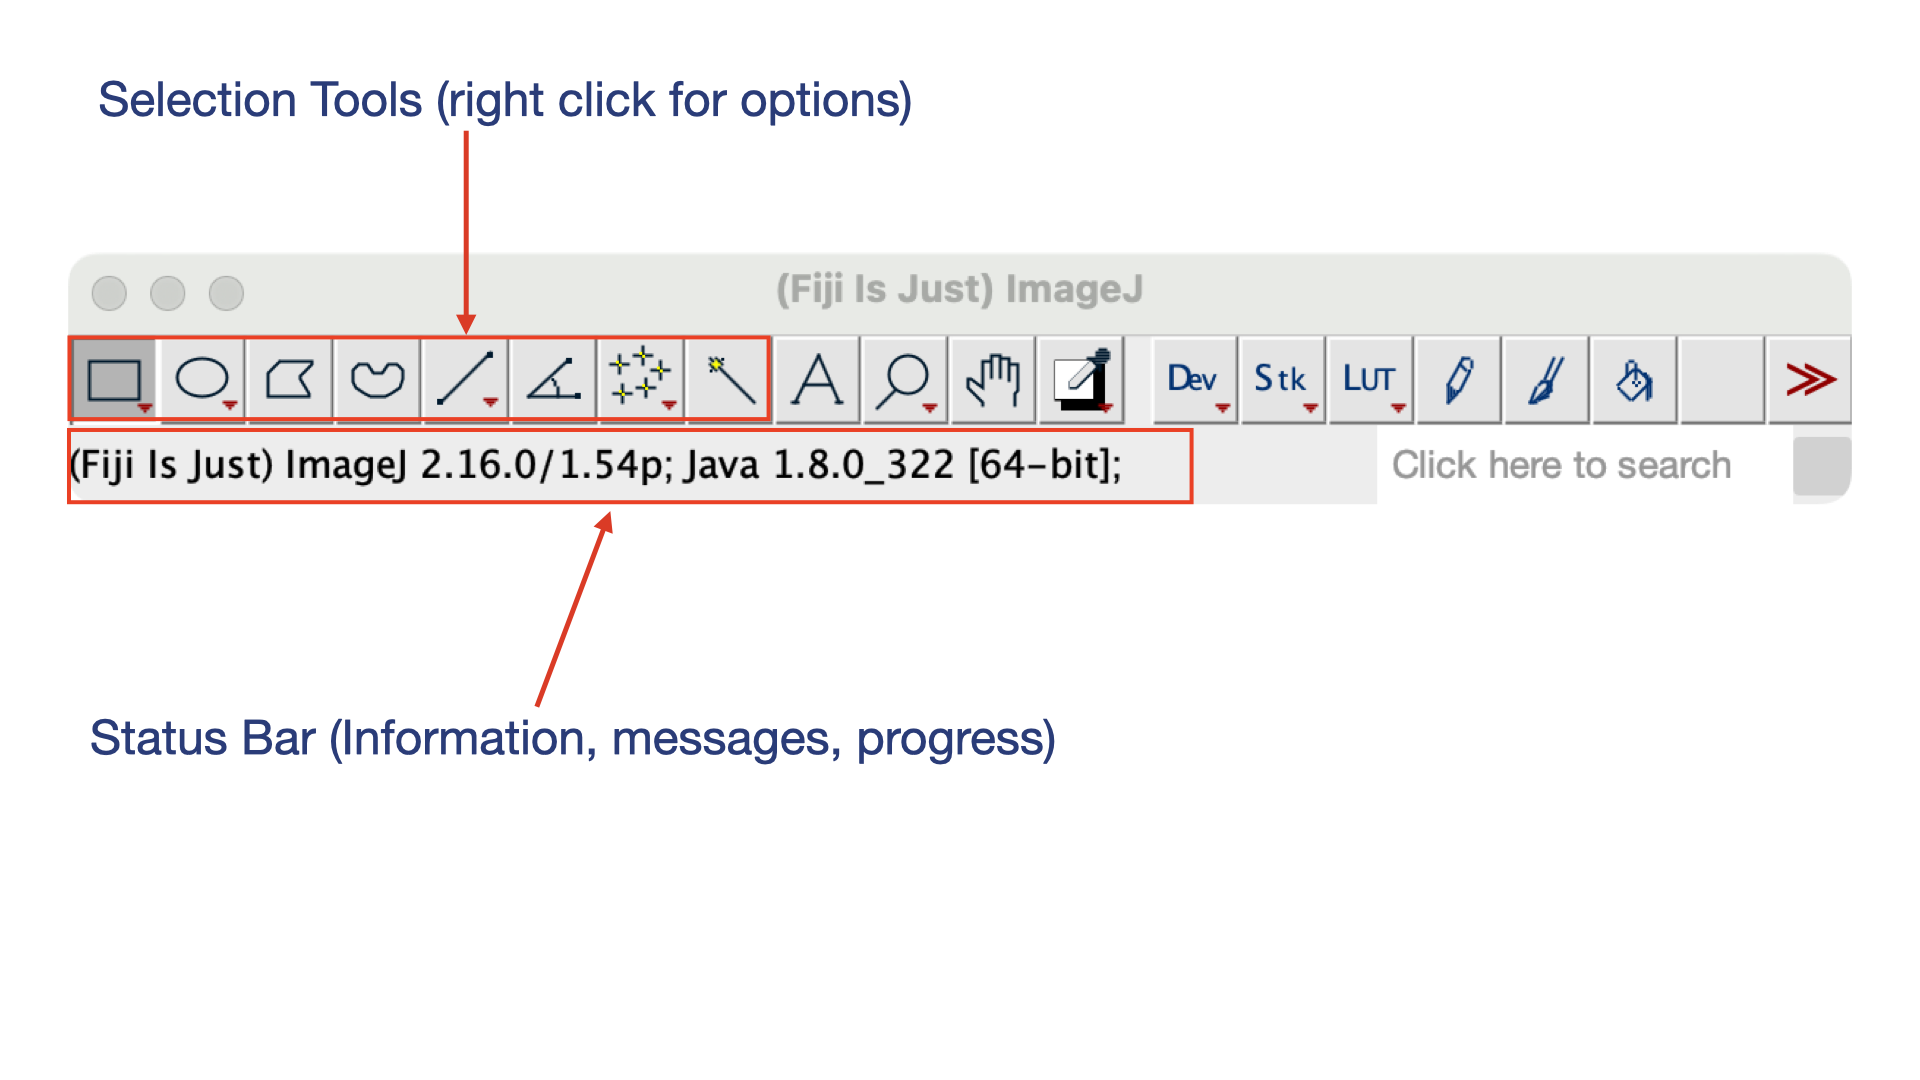 Selection Tools (right click for options)
(Fiji Is Just) ImageJ
A Dev Stk LUT
(Fiji Is Just) ImageJ 2.16.0/1.54p; Java 1.8.0_322 [64-bit]; Click here to search
Status Bar (Information, messages, progress)